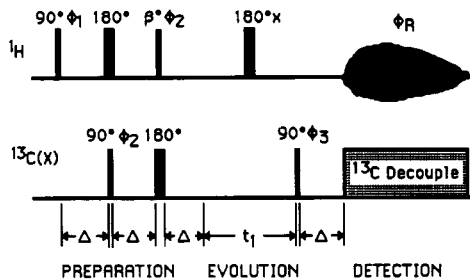 90°ϕ1 180° β°ϕ2 180°x ϕR
1H
90°ϕ2 180° 90°ϕ3
13C(X) 13C Decouple
Δ Δ Δ t1 Δ
PREPARATION EVOLUTION DETECTION